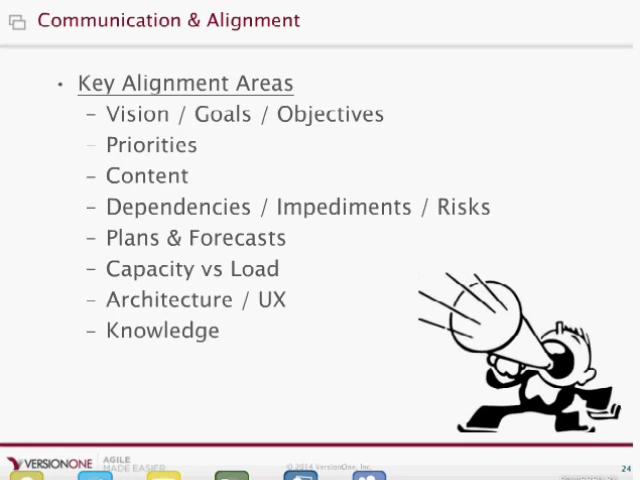 Communication & Alignment
• Key Alignment Areas
– Vision / Goals / Objectives
– Priorities
– Content
– Dependencies / Impediments / Risks
– Plans & Forecasts
– Capacity vs Load
– Architecture / UX
– Knowledge
VERSIONONE
AGILE
MADE EASIER
© 2014 VersionOne, Inc.
24